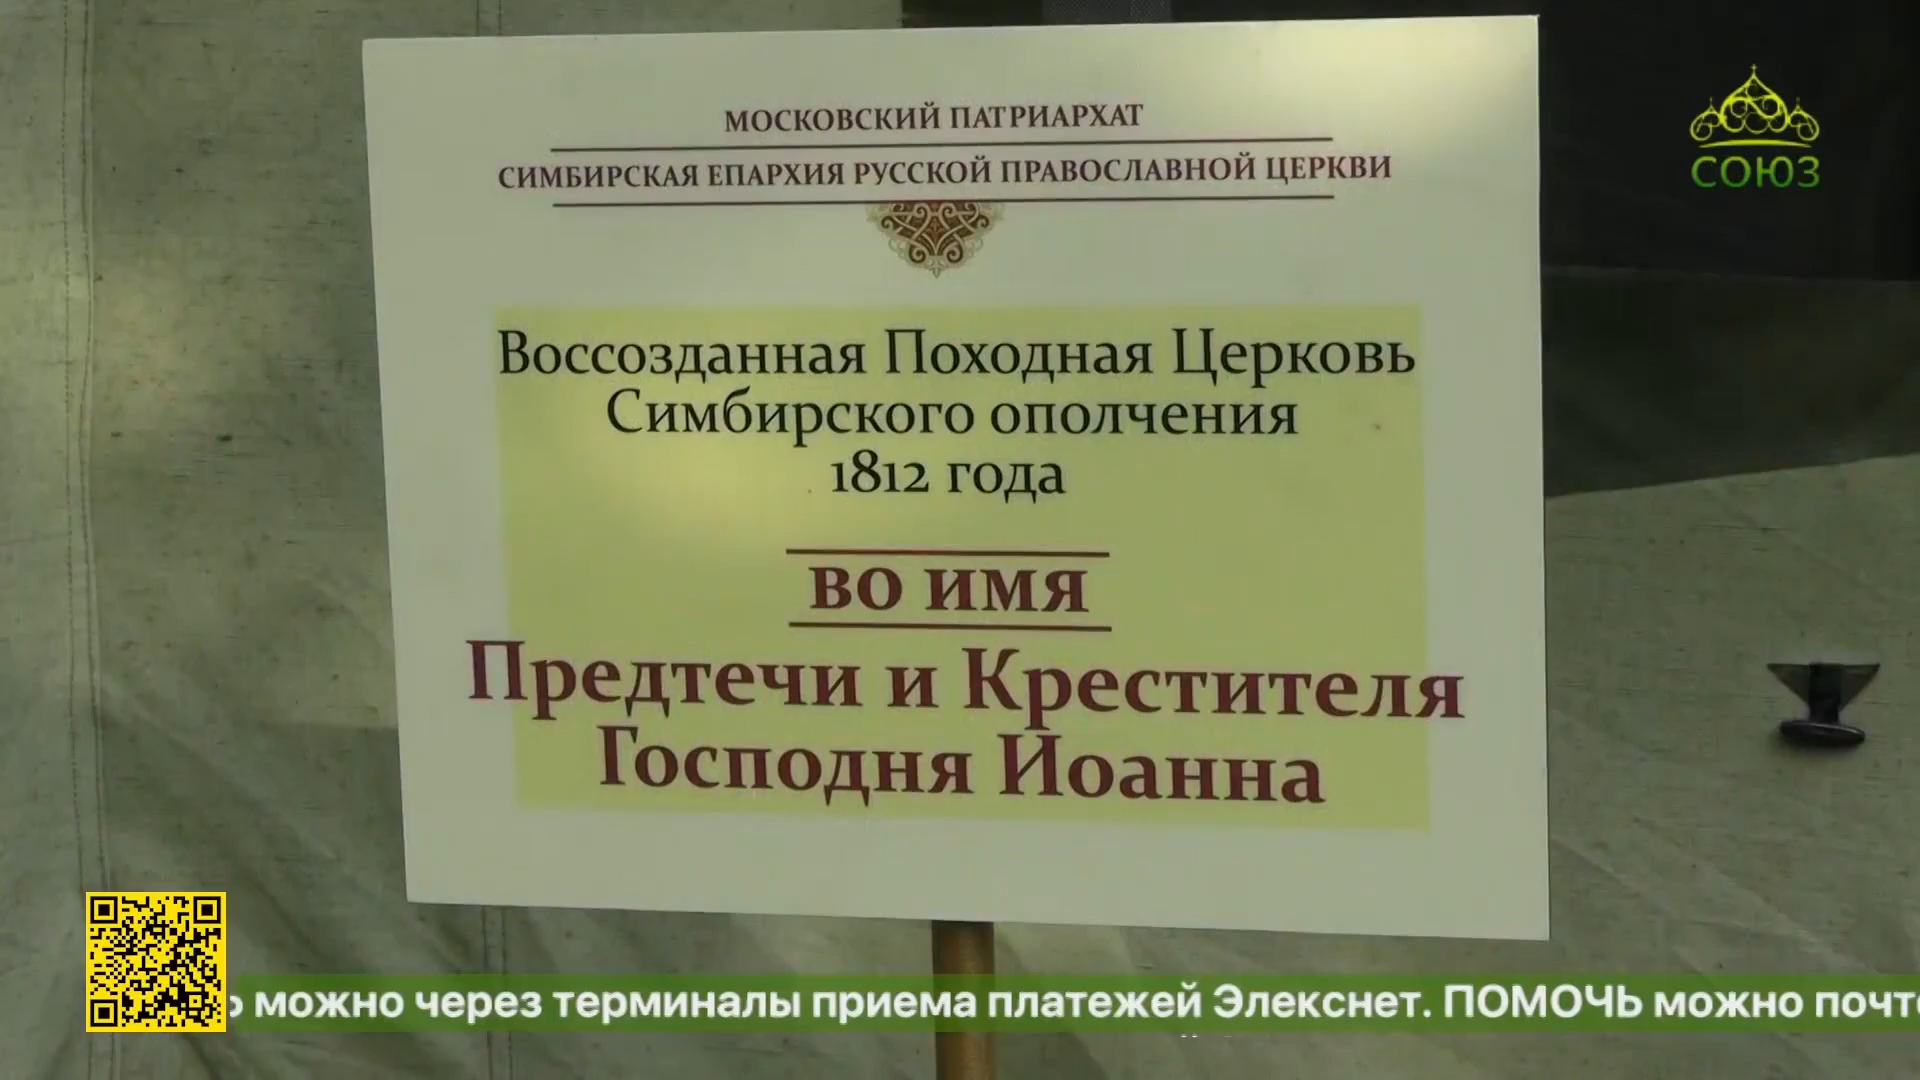 МОСКОВСКИЙ ПАТРИАРХАТ
СИМБИРСКАЯ ЕПАРХИЯ РУССКОЙ ПРАВОСЛАВНОЙ ЦЕРКВИ
СОЮЗ
Воссозданная Походная Церковь
Симбирского ополчения
1812 года
ВО ИМЯ
Предтечи и Крестителя
Господня Иоанна
можно через терминалы приема платежей Элекснет. ПОМОЧЬ можно